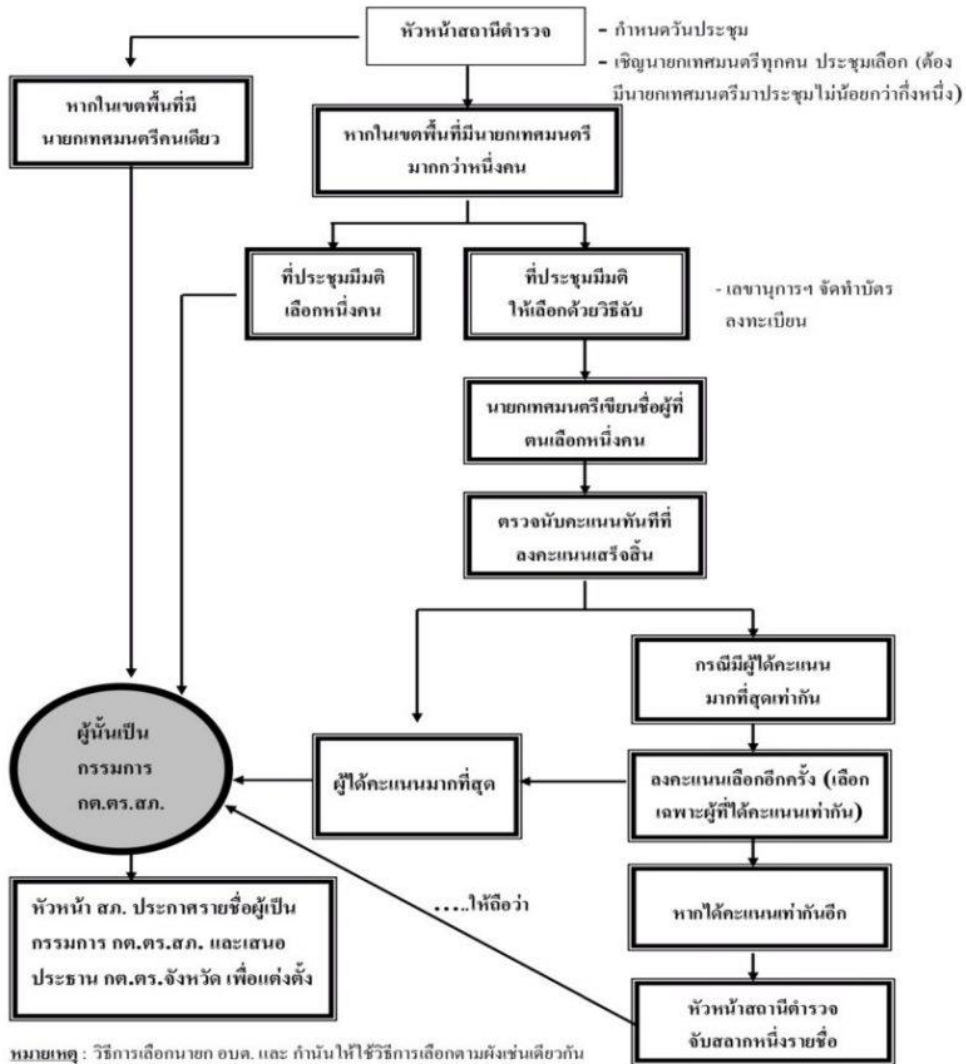 หัวหน้าสถานีตำรวจ
- กำหนดวันประชุม
- เชิญนายกเทศมนตรีทุกคน ประชุมเลือก (ต้อง
มีนายกเทศมนตรีมาประชุมไม่น้อยกว่ากึ่งหนึ่ง)
หากในเขตพื้นที่มี
นายกเทศมนตรีคนเดียว
หากในเขตพื้นที่มีนายกเทศมนตรี
มากกว่าหนึ่งคน
ที่ประชุมมีมติ
เลือกหนึ่งคน
ที่ประชุมมีมติ
ให้เลือกด้วยวิธีลับ
- เลขานุการฯ จัดทำบัตร
ลงทะเบียน
นายกเทศมนตรีเขียนชื่อผู้ที่
ตนเลือกหนึ่งคน
ตรวจนับคะแนนทันทีที่
ลงคะแนนเสร็จสิ้น
กรณีมีผู้ได้คะแนน
มากที่สุดเท่ากัน
ผู้นั้นเป็น
กรรมการ
กต.ตร.สภ.
ผู้ได้คะแนนมากที่สุด
ลงคะแนนเลือกอีกครั้ง (เลือก
เฉพาะผู้ที่ได้คะแนนเท่ากัน)
หัวหน้า สภ. ประกาศรายชื่อผู้เป็น
กรรมการ กต.ตร.สภ. และเสนอ
ประธาน กต.ตร.จังหวัด เพื่อแต่งตั้ง
.....ให้ถือว่า
หากได้คะแนนเท่ากันอีก
หัวหน้าสถานีตำรวจ
จับสลากหนึ่งรายชื่อ
หมายเหตุ : วิธีการเลือกนายก อบต. และ กำนันให้ใช้วิธีการเลือกตามผังเช่นเดียวกัน